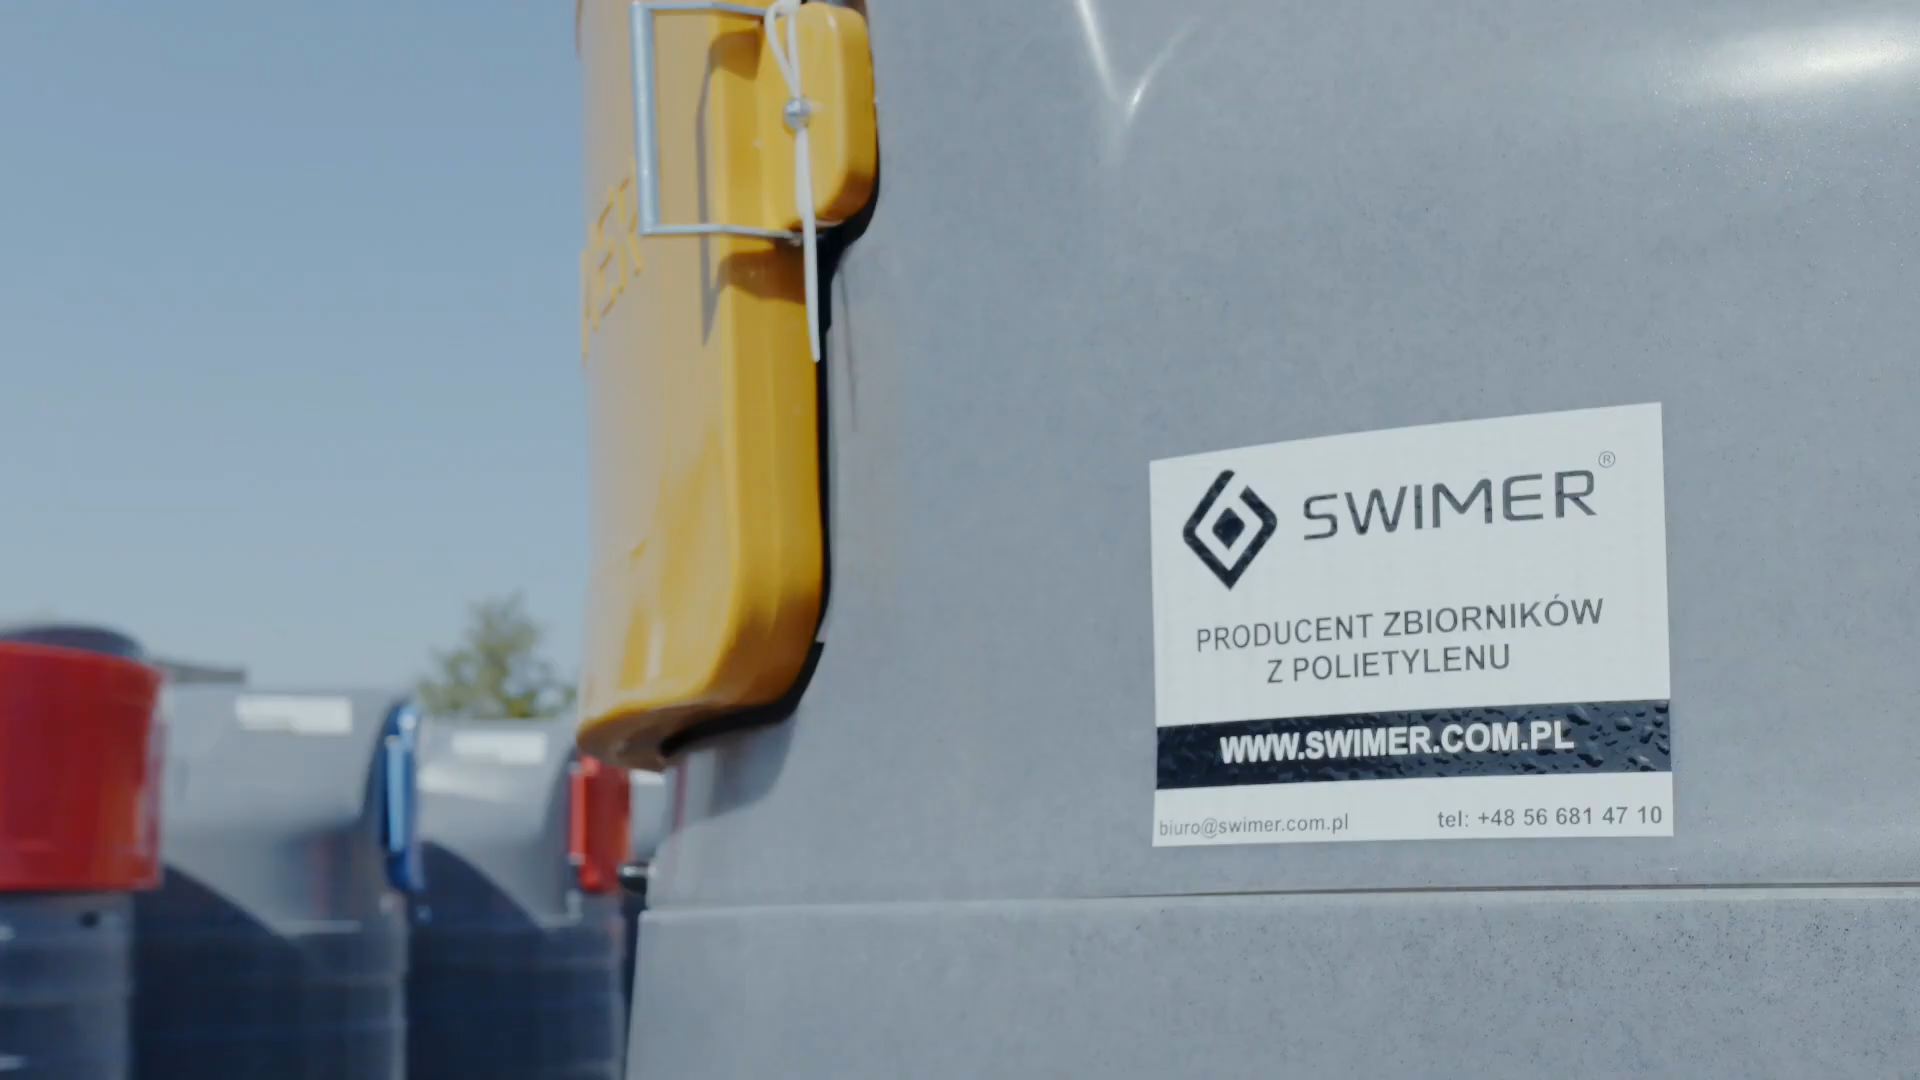 SWIMER®
PRODUCENT ZBIORNIKÓW
Z POLIETYLENU
WWW.SWIMER.COM.PL
biuro@swimer.com.pl tel: +48 56 681 47 10